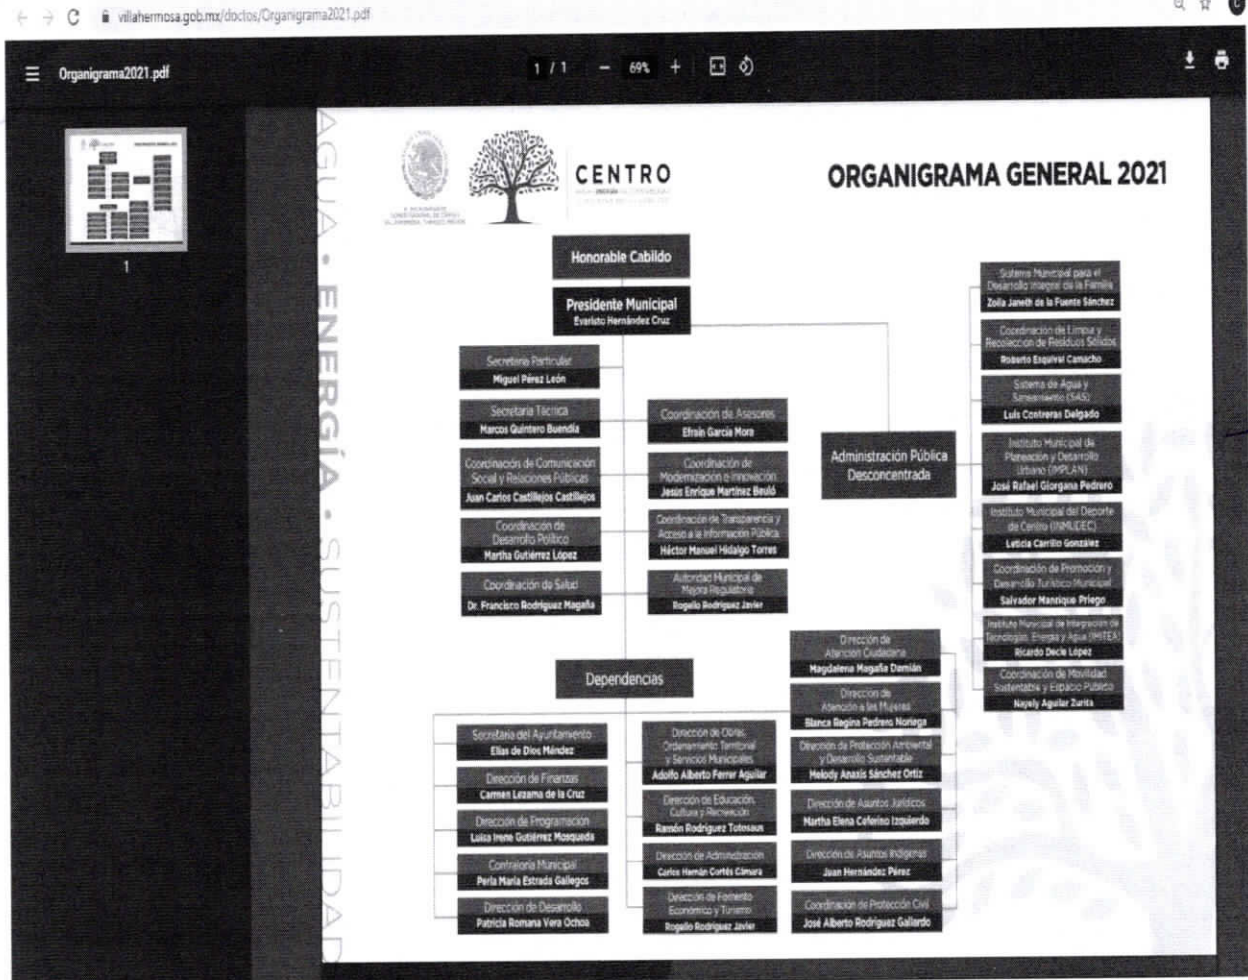 villahermosa.gob.mx/doctos/Organigrama2021.pdf
Organigrama2021.pdf
1 / 1
69%
1
AGUA • ENERGÍA • SUSTENTABILIDAD
CENTRO
ORGANIGRAMA GENERAL 2021
Honorable Cabildo
Presidente Municipal
Evaristo Hernández Cruz
Secretaría Particular
Miguel Pérez León
Secretaría Técnica
Marcos Quintero Buendía
Coordinación de Comunicación
Social y Relaciones Públicas
Juan Carlos Castillejos Castillejos
Coordinación de
Desarrollo Político
Martha Gutiérrez López
Coordinación de Salud
Dr. Francisco Rodríguez Magaña
Coordinación de Asesores
Efraín García Mora
Coordinación de
Modernización e Innovación
Jesús Enrique Martínez Beuló
Coordinación de Transparencia y
Acceso a la Información Pública
Héctor Manuel Hidalgo Torres
Autoridad Municipal de
Mejora Regulatoria
Rogelio Rodríguez Javier
Administración Pública
Desconcentrada
Sistema Municipal para el
Desarrollo Integral de la Familia
Zoila Janeth de la Fuente Sánchez
Coordinación de Limpia y
Recolección de Residuos Sólidos
Roberto Esquivel Camacho
Sistema de Agua y
Saneamiento (SAS)
Luis Contreras Delgado
Instituto Municipal de
Planeación y Desarrollo
Urbano (IMPLAN)
José Rafael Giorgana Pedrero
Instituto Municipal del Deporte
de Centro (INMUDEC)
Leticia Carrillo González
Coordinación de Promoción y
Desarrollo Turístico Municipal
Salvador Manrique Priego
Instituto Municipal de Integración de
Tecnologías, Energía y Agua (IMITEA)
Ricardo Decle López
Coordinación de Movilidad
Sustentable y Espacio Público
Nayely Aguilar Zurita
Dependencias
Secretaría del Ayuntamiento
Elías de Dios Méndez
Dirección de Finanzas
Carmen Lezama de la Cruz
Dirección de Programación
Luisa Irene Gutiérrez Mosqueda
Contraloría Municipal
Perla María Estrada Gallegos
Dirección de Desarrollo
Patricia Romana Vera Ochoa
Dirección de Obras,
Ordenamiento Territorial
y Servicios Municipales
Adolfo Alberto Ferrer Aguilar
Dirección de Educación,
Cultura y Recreación
Ramón Rodríguez Totosaus
Dirección de Administración
Carlos Hernán Cortés Cámara
Dirección de Fomento
Económico y Turismo
Rogelio Rodríguez Javier
Dirección de
Atención Ciudadana
Magdalena Magaña Damián
Dirección de
Atención a las Mujeres
Blanca Regina Pedrero Noriega
Dirección de Protección Ambiental
y Desarrollo Sustentable
Melody Anaxis Sánchez Ortiz
Dirección de Asuntos Jurídicos
Martha Elena Ceferino Izquierdo
Dirección de Asuntos Indígenas
Juan Hernández Pérez
Coordinación de Protección Civil
José Alberto Rodríguez Gallardo